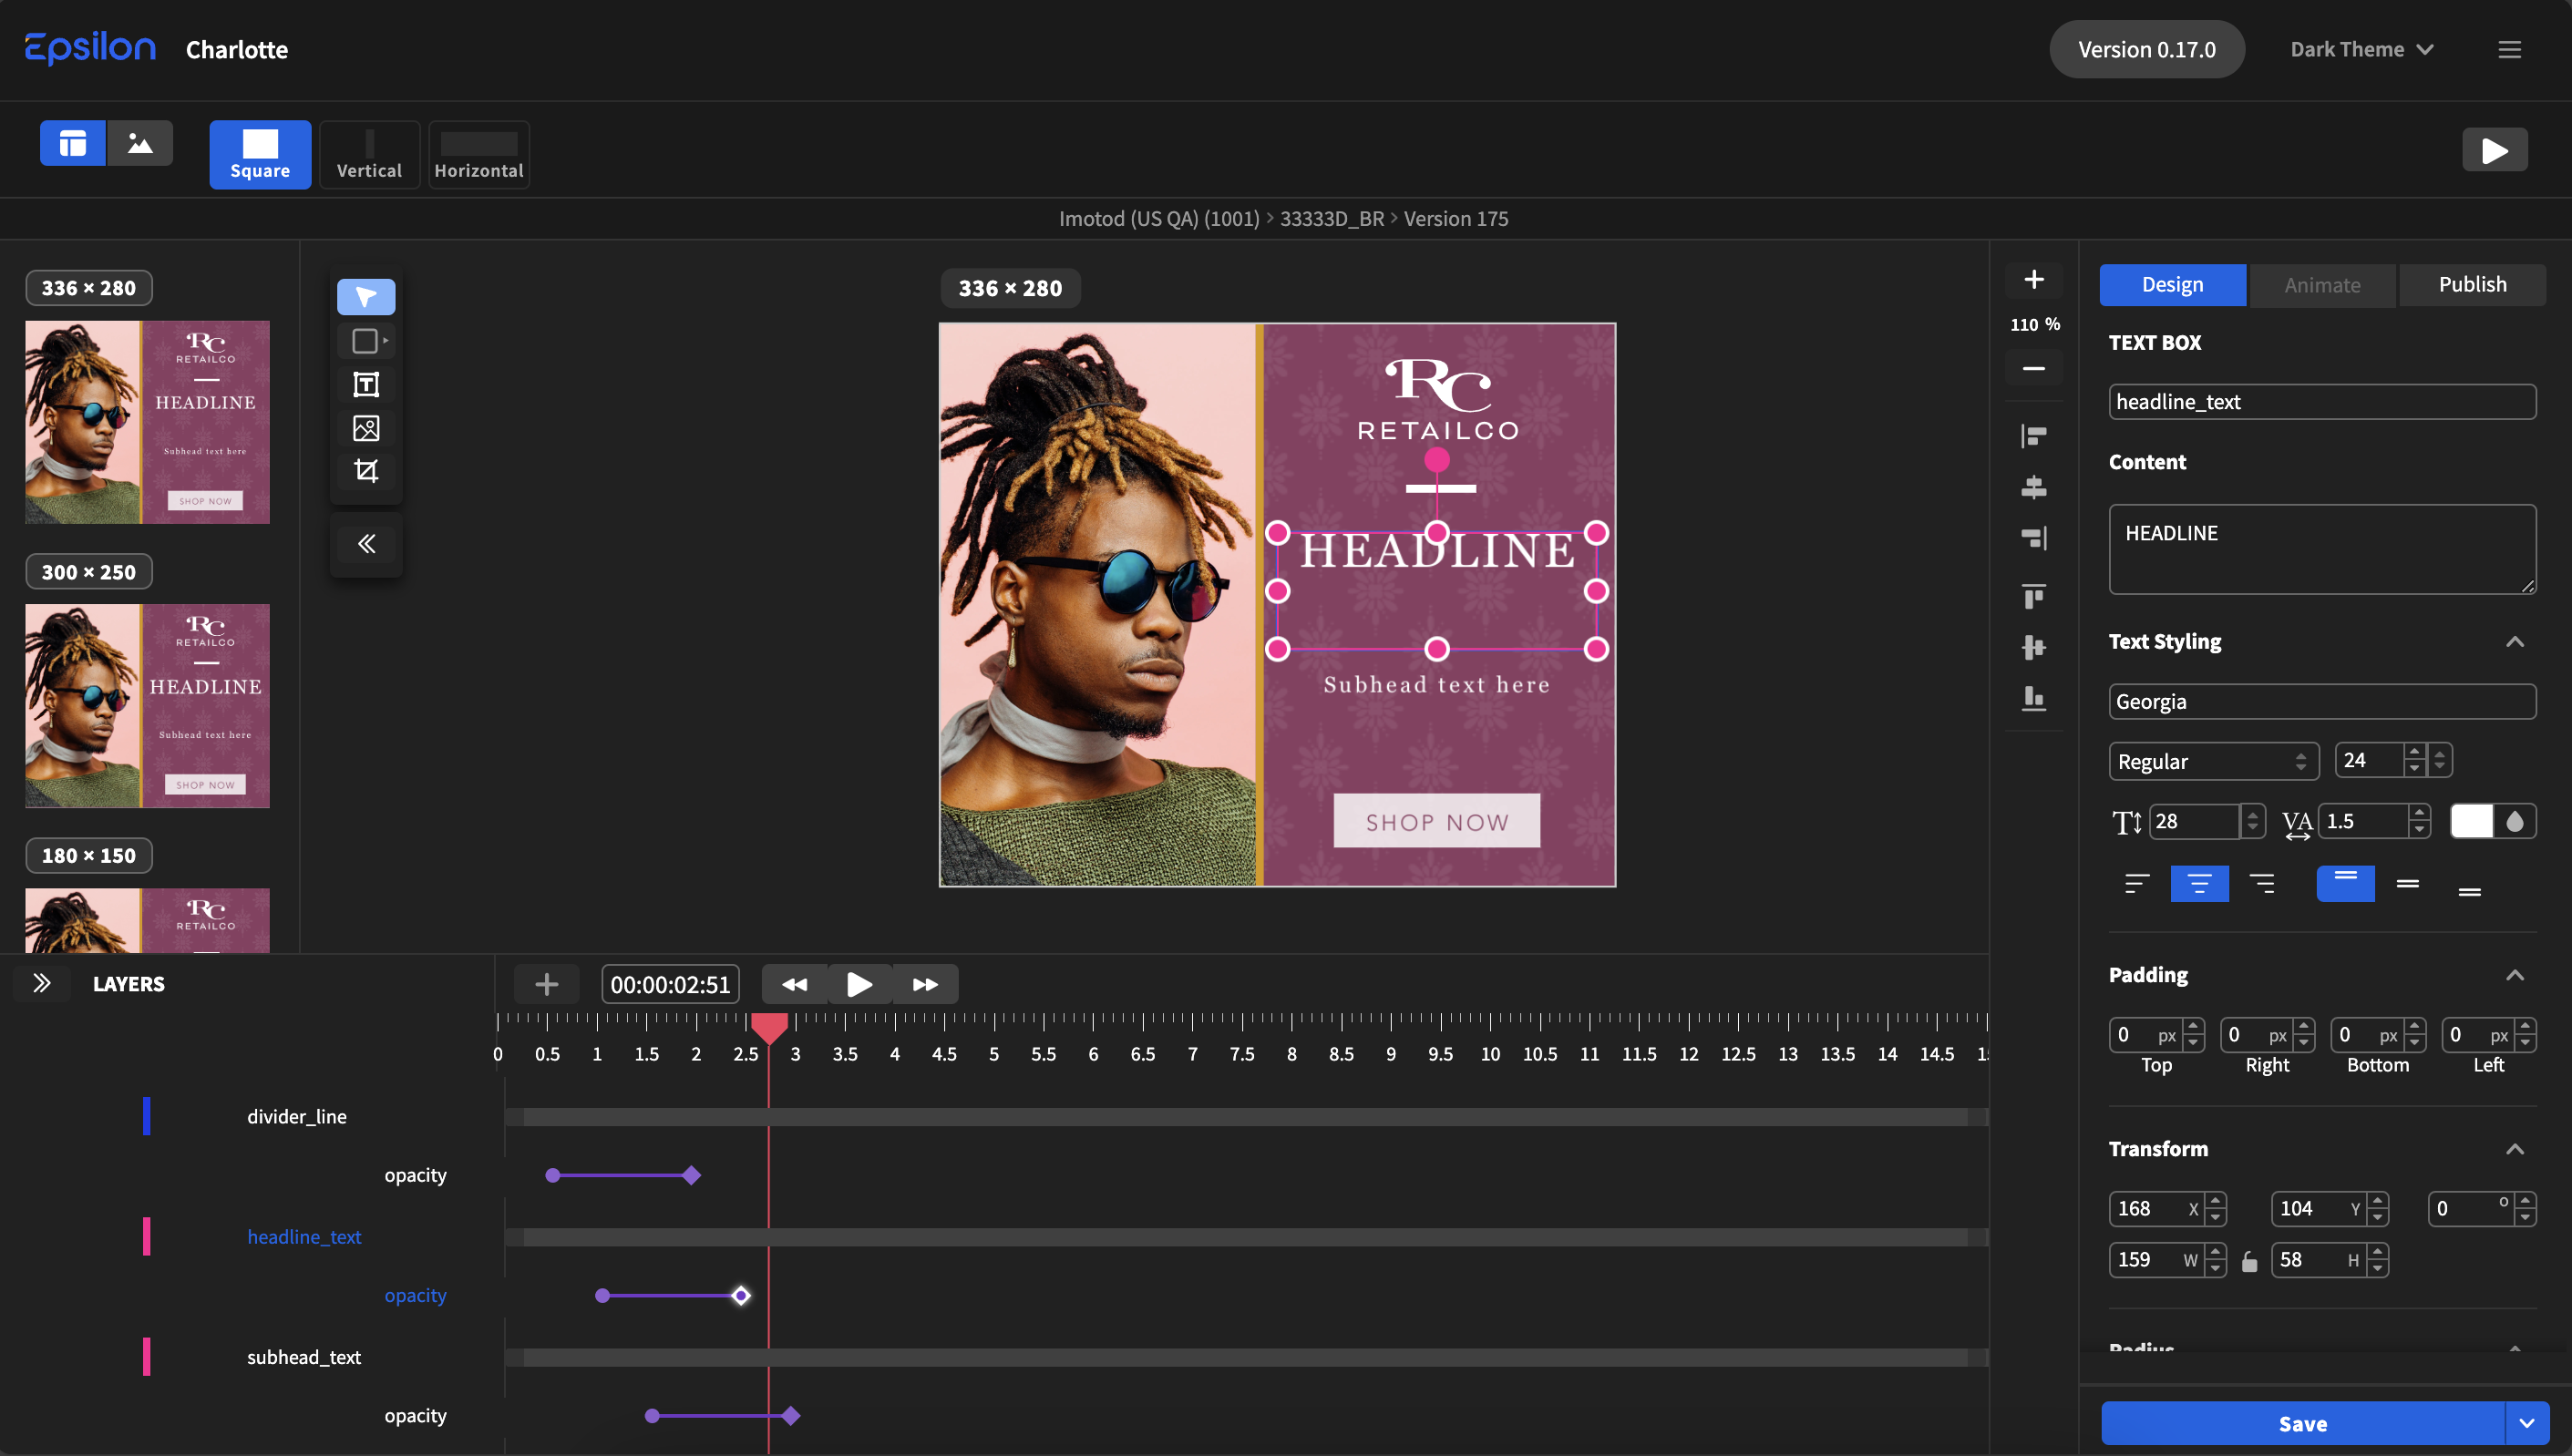 Epsilon Charlotte Version 0.17.0 Dark Theme
Square Vertical Horizontal
Imotod (US QA) (1001) > 33333D_BR > Version 175
336 × 280
RC
RETAILCO
HEADLINE
Subhead text here
SHOP NOW
300 × 250
RC
RETAILCO
HEADLINE
Subhead text here
SHOP NOW
180 × 150
RC
RETAILCO
336 × 280
RC
RETAILCO
HEADLINE
Subhead text here
SHOP NOW
110 %
Design Animate Publish
TEXT BOX
headline_text
Content
HEADLINE
Text Styling
Georgia
Regular 24
T 28 VA 1.5
Padding
0 px 0 px 0 px 0 px
Top Right Bottom Left
Transform
168 X 104 Y 0 °
159 W 58 H
Radius
Save
LAYERS 00:00:02:51
0 0.5 1 1.5 2 2.5 3 3.5 4 4.5 5 5.5 6 6.5 7 7.5 8 8.5 9 9.5 10 10.5 11 11.5 12 12.5 13 13.5 14 14.5
divider_line
opacity
headline_text
opacity
subhead_text
opacity